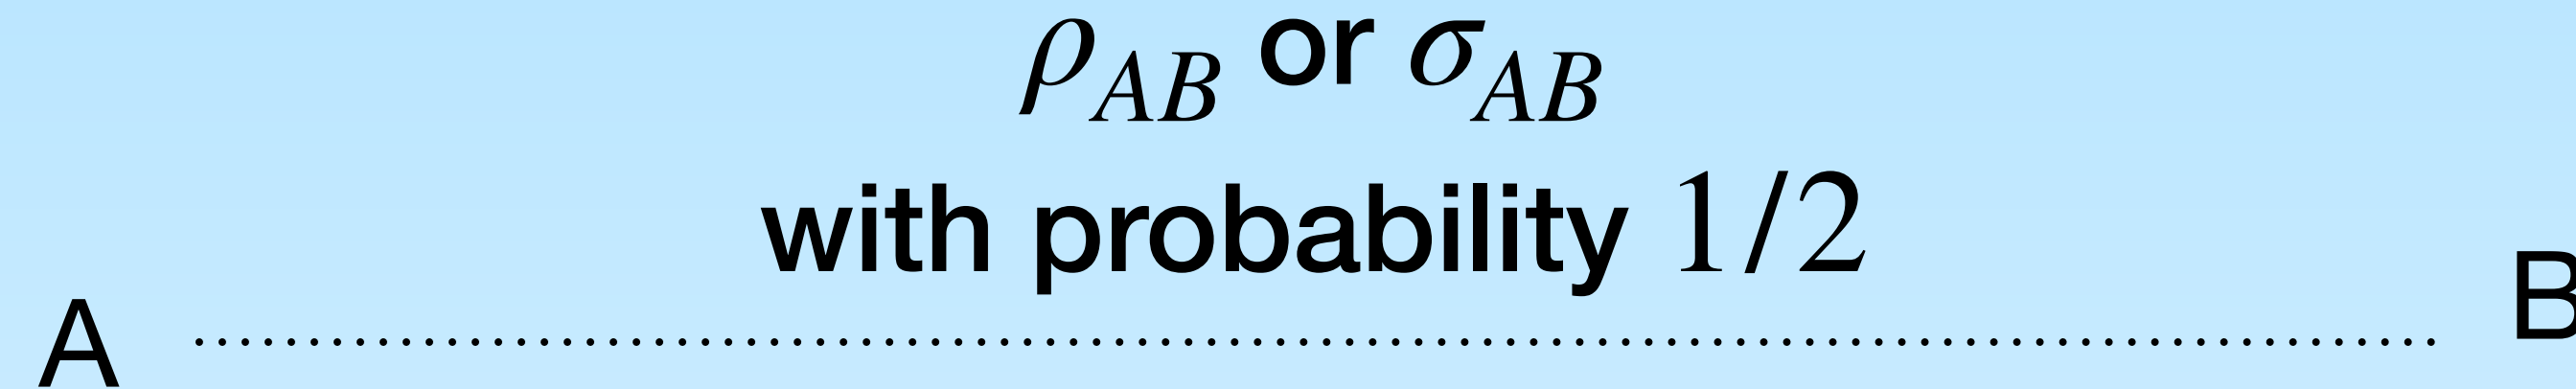 ρ_AB or σ_AB
with probability 1/2
A B